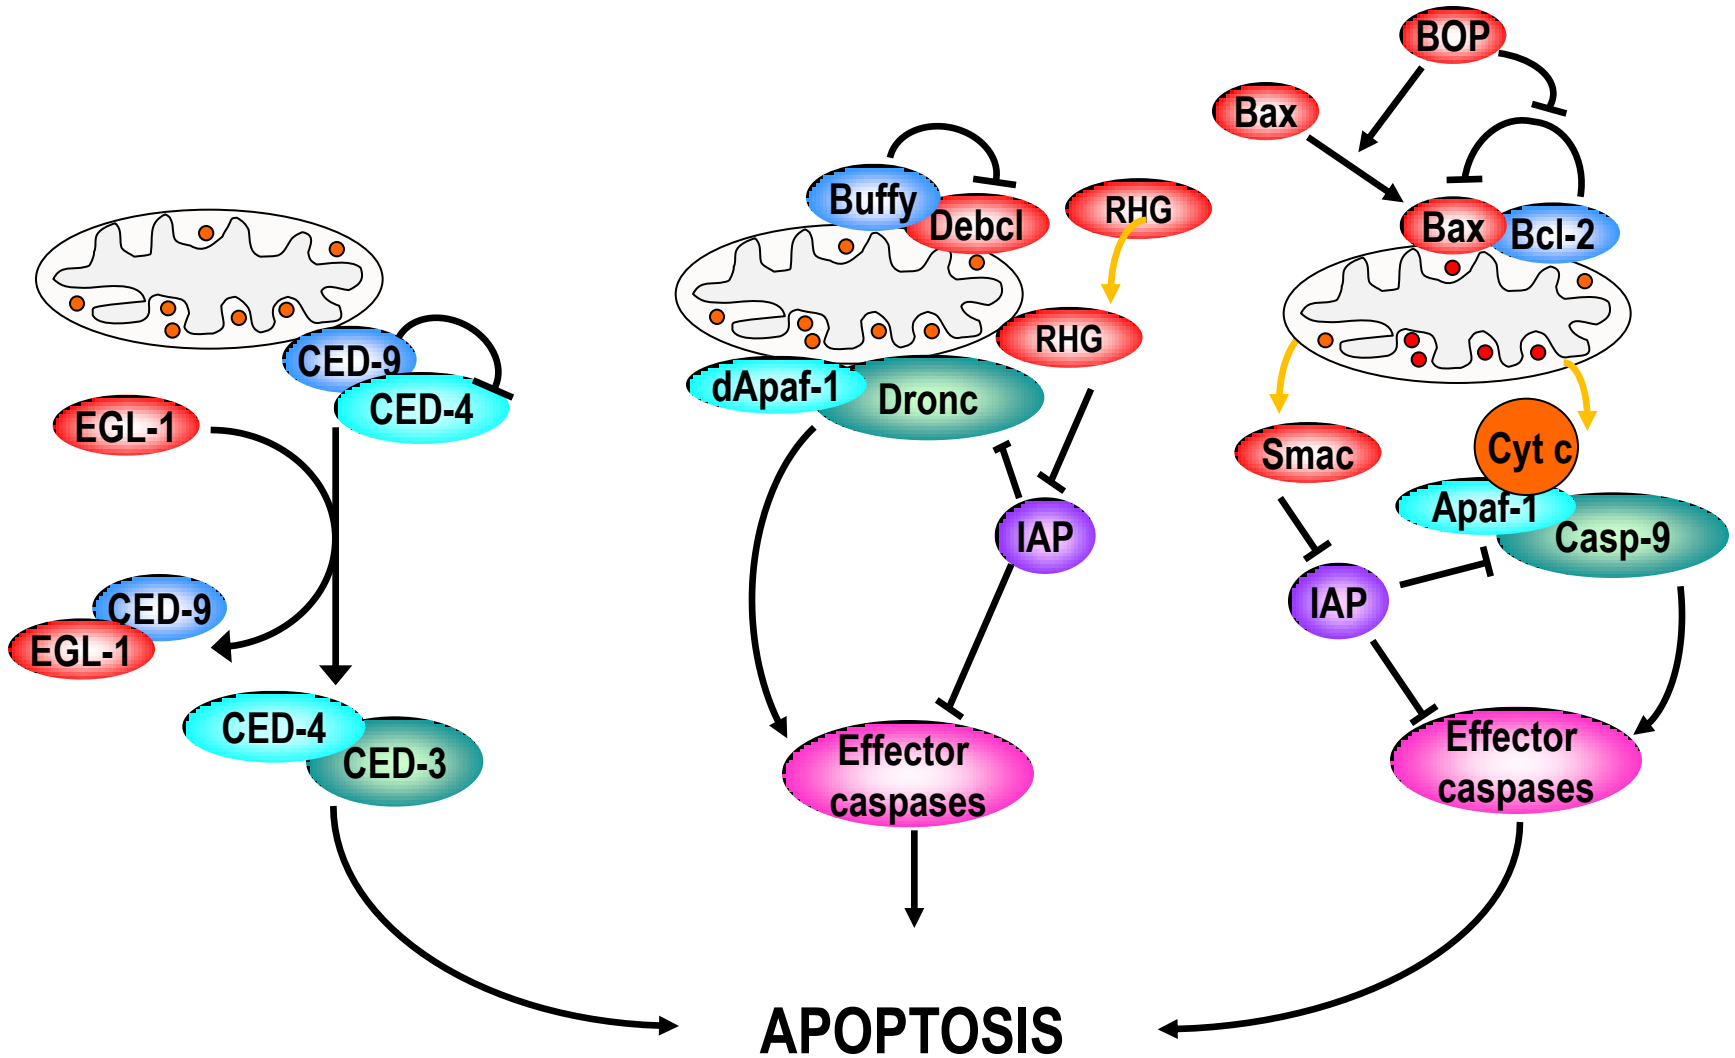 CED-9
CED-4
EGL-1
CED-9
EGL-1
CED-4
CED-3
Buffy
Debcl
RHG
RHG
dApaf-1
Dronc
IAP
Effector
caspases
BOP
Bax
Bax
Bcl-2
Smac
Cyt c
Apaf-1
Casp-9
IAP
Effector
caspases
APOPTOSIS